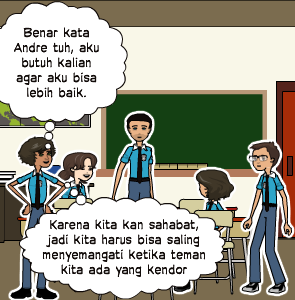 Benar kata
Andre tuh, aku
butuh kalian
agar aku bisa
lebih baik.
Karena kita kan sahabat,
jadi kita harus bisa saling
menyemangati ketika teman
kita ada yang kendor